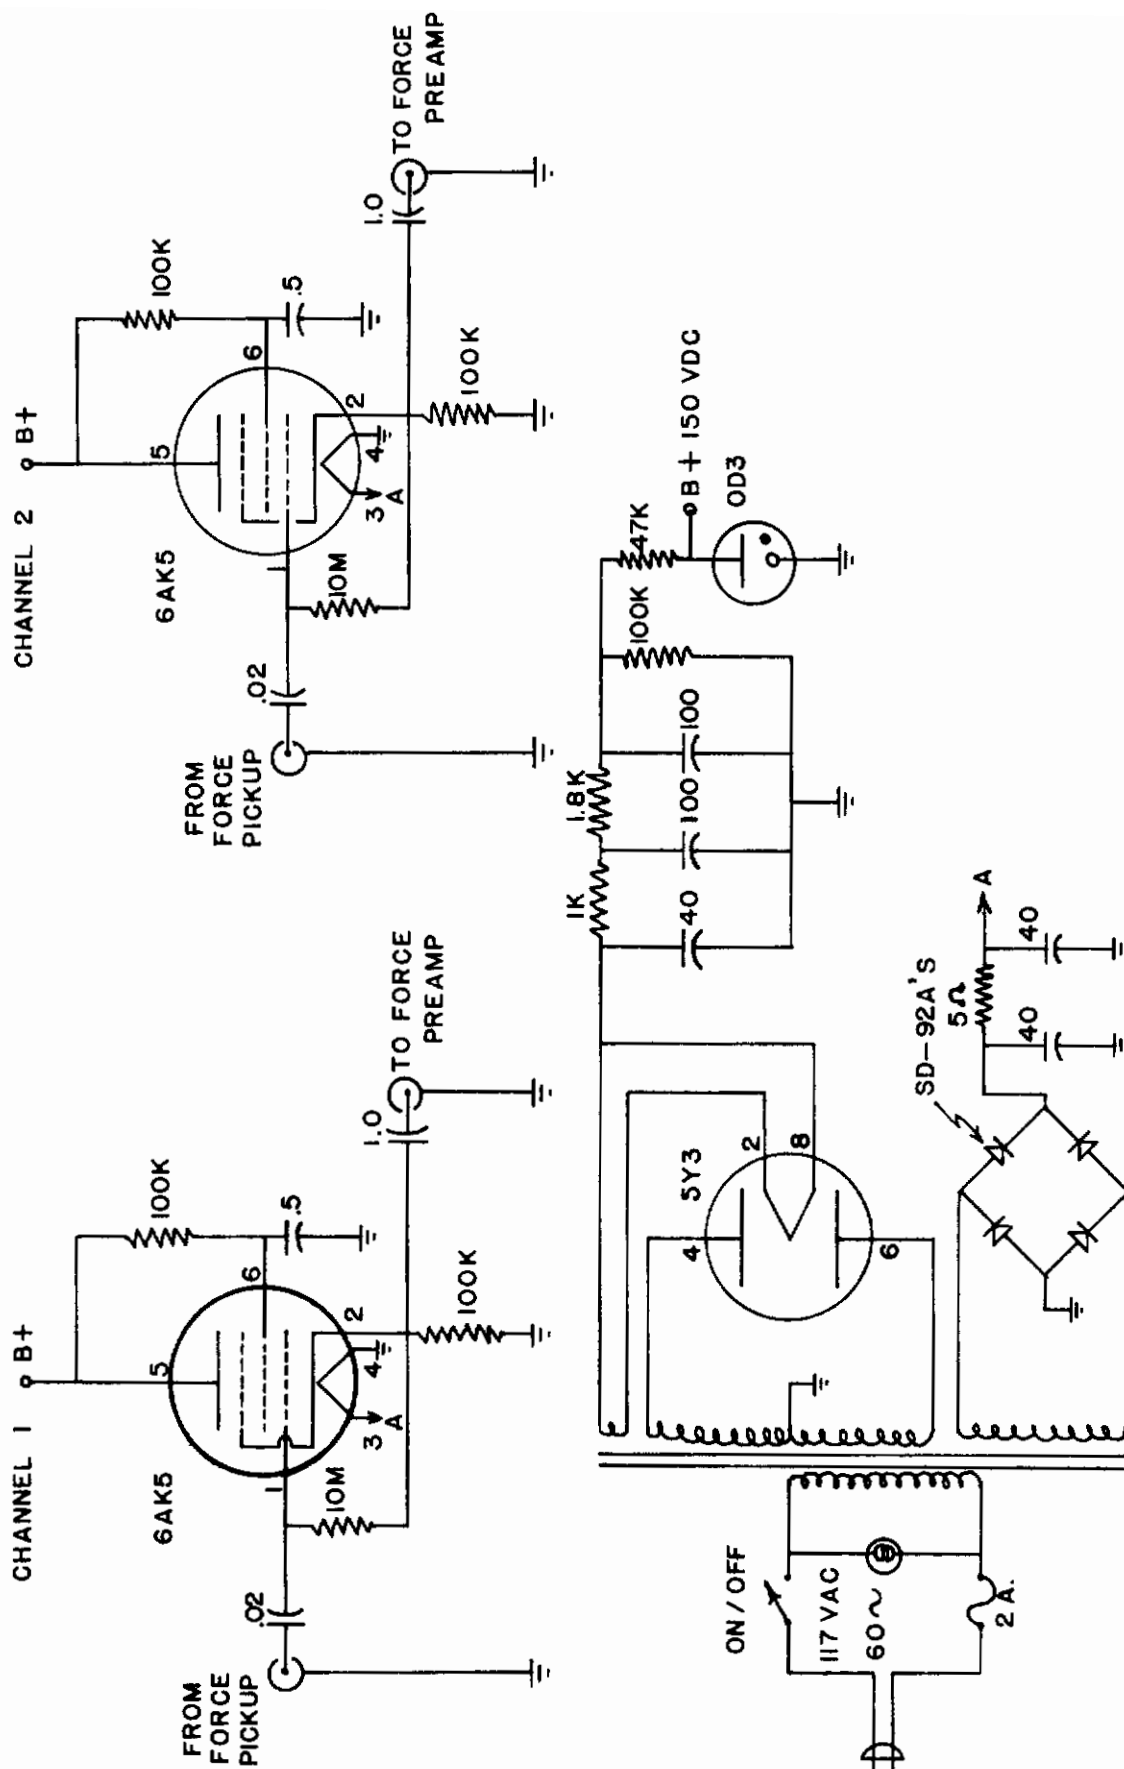 CHANNEL 1
B+
5
100K
6
.5
6AK5
1
10M
2
3
4
A
100K
.02
1.0
FROM
FORCE
PICKUP
TO FORCE
PREAMP
CHANNEL 2
B+
5
100K
6
.5
6AK5
1
10M
2
3
4
A
100K
.02
1.0
FROM
FORCE
PICKUP
TO FORCE
PREAMP
ON/OFF
117 VAC
60~
2 A.
5Y3
4
2
8
6
1K
1.8K
40
100
100
100K
47K
B + 150 VDC
OD3
SD-92A'S
5Ω
40
40
A